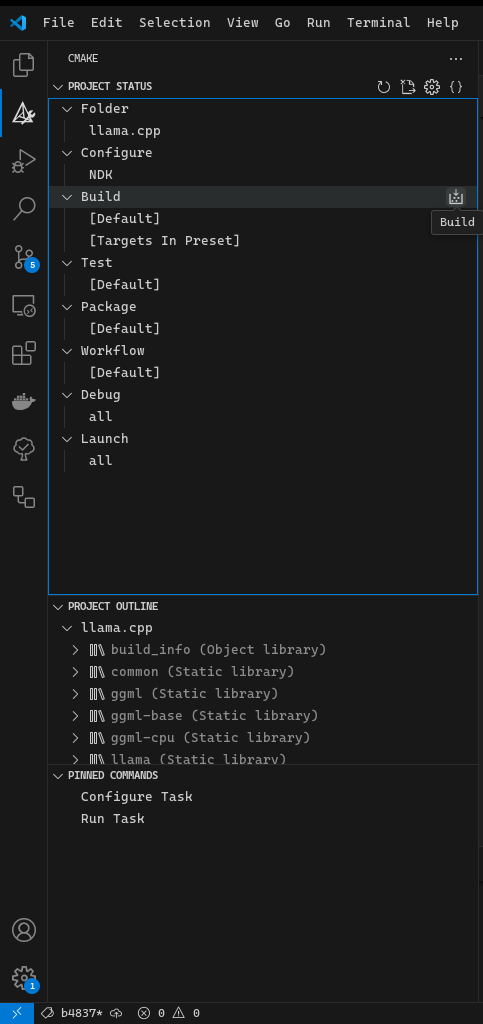 File Edit Selection View Go Run Terminal Help
CMAKE
PROJECT STATUS
Folder
llama.cpp
Configure
NDK
Build
[Default]
Build
[Targets In Preset]
Test
[Default]
Package
[Default]
Workflow
[Default]
Debug
all
Launch
all
5
PROJECT OUTLINE
llama.cpp
build_info (Object library)
common (Static library)
ggml (Static library)
ggml-base (Static library)
ggml-cpu (Static library)
llama (Static library)
PINNED COMMANDS
Configure Task
Run Task
1
b4837* 0 0